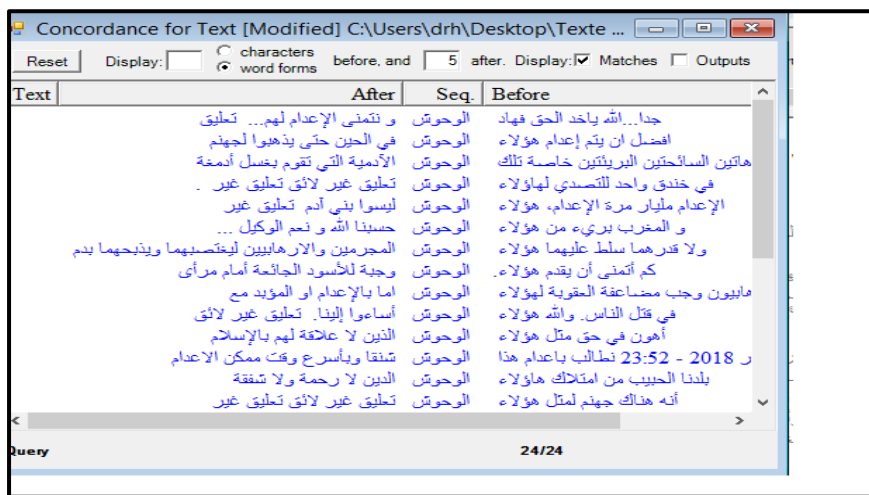 Concordance for Text [Modified] C:\Users\drh\Desktop\Texte ...
Reset Display: characters word forms before, and 5 after. Display: Matches Outputs
Text After Seq. Before
جدا...الله ياخد الحق فهاد الوحوش و نتمنى الإعدام لهم... تعليق
افضل ان يتم إعدام هؤلاء الوحوش في الحين حتى يذهبوا لجهنم
هاتين السائحتين البريئتين خاصة تلك الوحوش الآدمية التي تقوم بغسل أدمغة
في خندق واحد للتصدي لهاؤلاء الوحوش تعليق غير لائق تعليق غير .
الإعدام مليار مرة الإعدام، هؤلاء الوحوش ليسوا بني آدم تعليق غير
و المغرب بريء من هؤلاء الوحوش حسبنا الله و نعم الوكيل ...
ولا قدر هما سلط عليهما هؤلاء الوحوش المجرمين والارهابيين ليختصبهما ويذبحهما بدم
كم أتمنى أن يقدم هؤلاء. الوحوش وجبة للأسود الجائعة أمام مرأى
هابيون وجب مضاعفة العقوبة لهؤلاء الوحوش اما بالإعدام او المؤبد مع
في قتل الناس. والله هؤلاء الوحوش أساءوا إلينا. تعليق غير لائق
أهون في حق مثل هؤلاء الوحوش الذين لا علاقة لهم بالإسلام
ر 2018 - 23:52 نطالب باعدام هذا الوحوش شنقا وبأسرع وقت ممكن الاعدام
بلدنا الحبيب من امتلاك هاؤلاء الوحوش الدين لا رحمة ولا شفقة
أنه هناك جهنم لمثل هؤلاء الوحوش تعليق غير لائق تعليق غير
Query 24/24